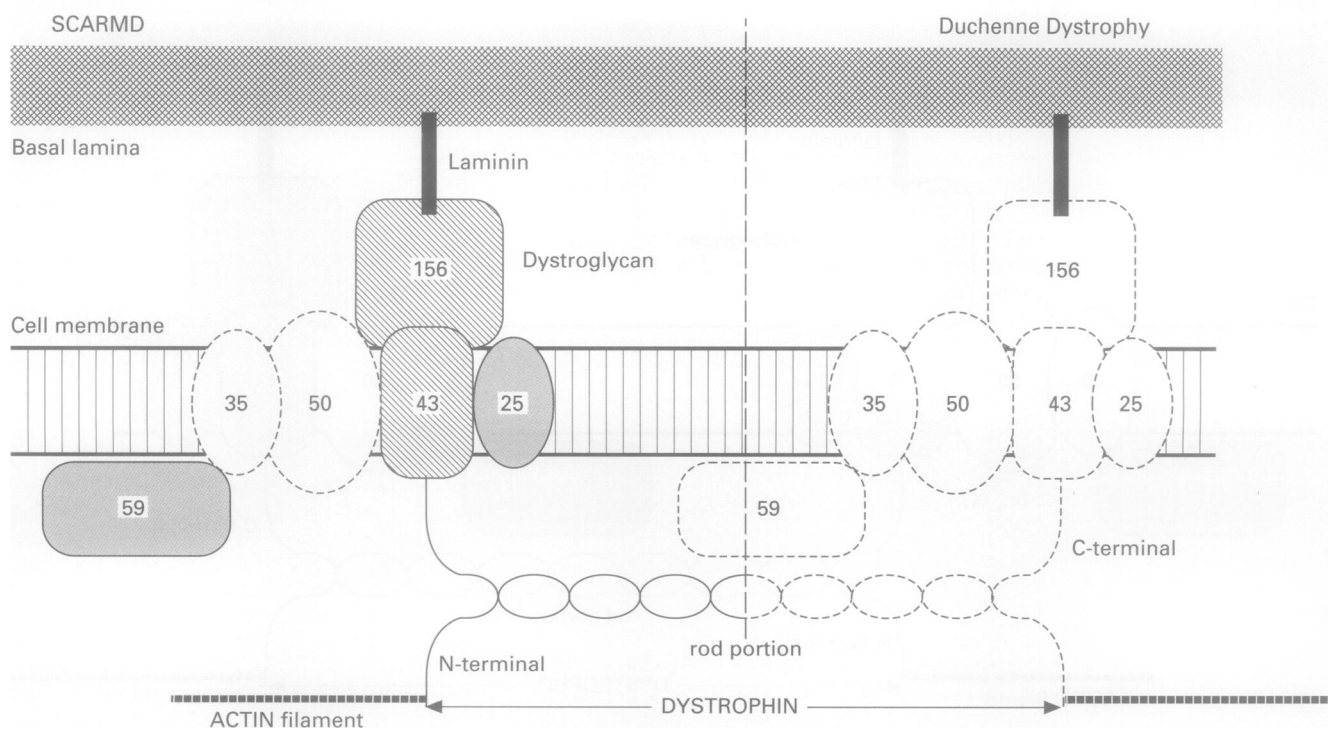 SCARMD
Duchenne Dystrophy
Basal lamina
Laminin
156
Dystroglycan
156
Cell membrane
35
50
43
25
35
50
43
25
59
59
C-terminal
N-terminal
rod portion
DYSTROPHIN
ACTIN filament